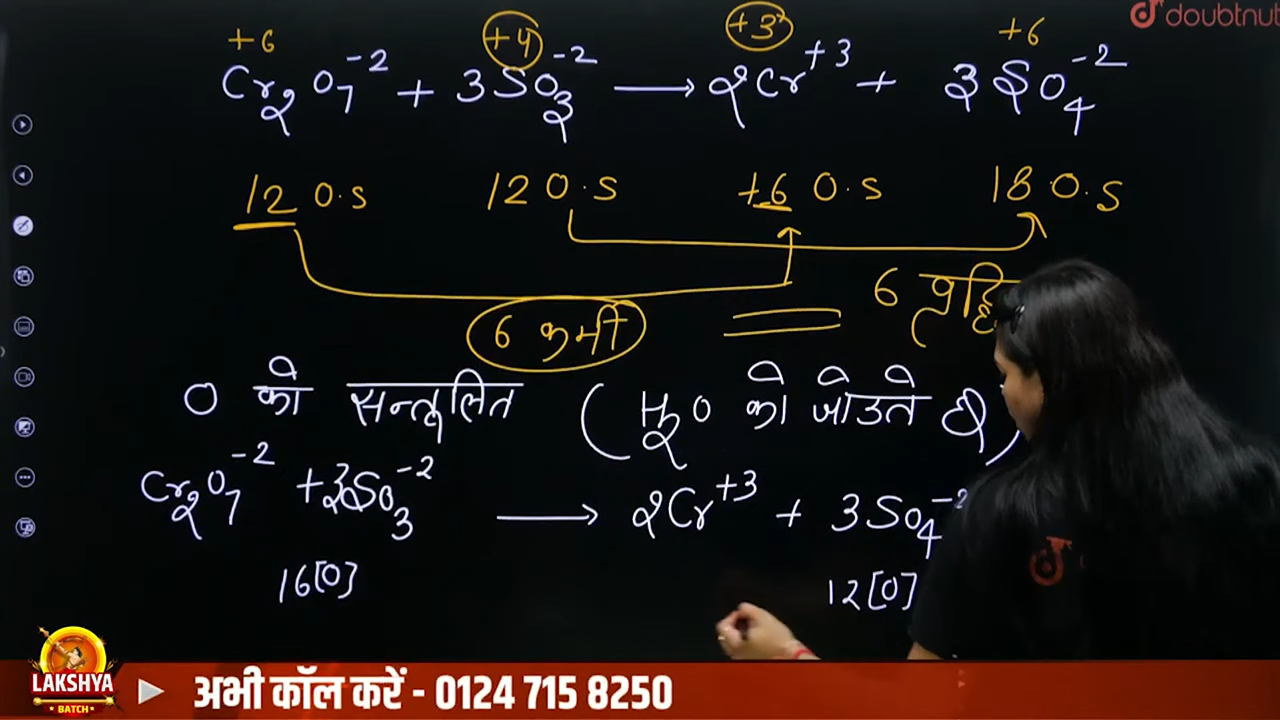 doubtnut
+6 +4 +3 +6
Cr₂O₇⁻² + 3SO₃⁻² ⟶ 2Cr⁺³ + 3SO₄⁻²
12 O.S 12 O.S +6 O.S 18 O.S
6 वृद्धि
6 कमी
O को सन्तुलित (H₂O को जोडते है)
Cr₂O₇⁻² + 3SO₃⁻² ⟶ 2Cr⁺³ + 3SO₄⁻²
16[O] 12[O]
LAKSHYA
BATCH
अभी कॉल करें - 0124 715 8250